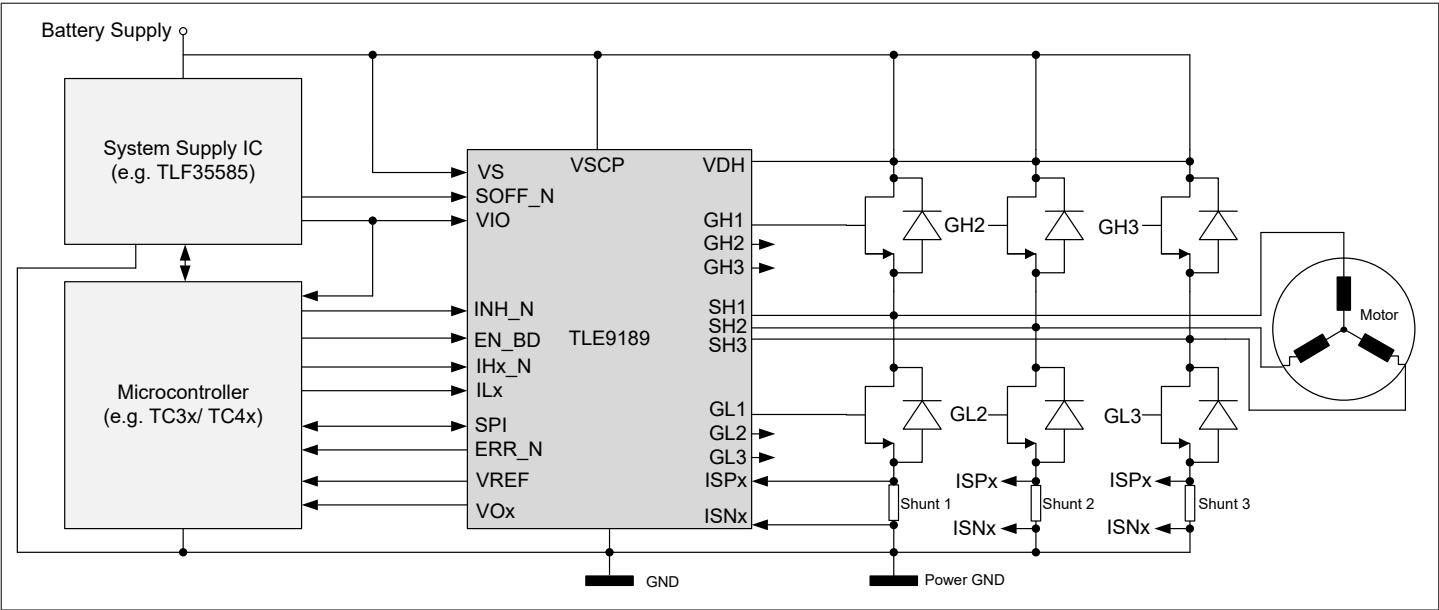 Battery Supply
System Supply IC
(e.g. TLF35585)
Microcontroller
(e.g. TC3x/ TC4x)
VS
SOFF_N
VIO
INH_N
EN_BD
IHx_N
ILx
SPI
ERR_N
VREF
VOx
VSCP
TLE9189
VDH
GH1
GH2
GH3
SH1
SH2
SH3
GL1
GL2
GL3
ISPx
ISNx
GH2
GH3
GL2
GL3
ISPx
ISPx
Shunt 1
Shunt 2
Shunt 3
ISNx
ISNx
Motor
GND
Power GND